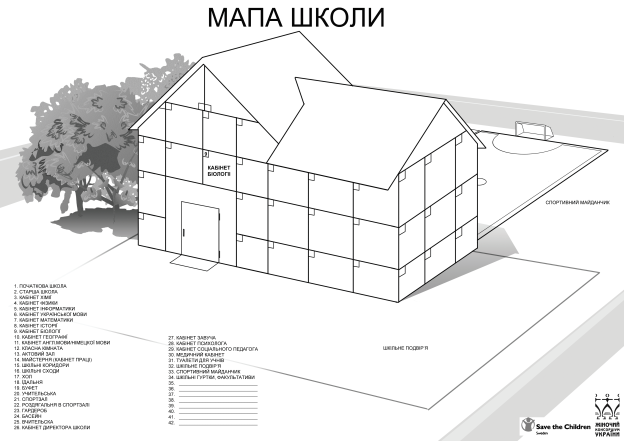 МАПА ШКОЛИ
9
КАБІНЕТ
БІОЛОГІЇ
СПОРТИВНИЙ МАЙДАНЧИК
ШКІЛЬНЕ ПОДВІР'Я
1. ПОЧАТКОВА ШКОЛА
2. СТАРША ШКОЛА
3. КАБІНЕТ ХІМІЇ
4. КАБІНЕТ ФІЗИКИ
5. КАБІНЕТ ІНФОРМАТИКИ
6. КАБІНЕТ УКРАЇНСЬКОЇ МОВИ
7. КАБІНЕТ МАТЕМАТИКИ
8. КАБІНЕТ ІСТОРІЇ
9. КАБІНЕТ БІОЛОГІЇ
10. КАБІНЕТ ГЕОГРАФІЇ
11. КАБІНЕТ АНГЛ.МОВИ/НІМЕЦЬКОЇ МОВИ
12. КЛАСНА КІМНАТА
13. АКТОВИЙ ЗАЛ
14. МАЙСТЕРНЯ (КАБІНЕТ ПРАЦІ)
15. ШКІЛЬНІ КОРИДОРИ
16. ШКІЛЬНІ СХОДИ
17. ХОЛ
18. ЇДАЛЬНЯ
19. БУФЕТ
20. УЧИТЕЛЬСЬКА
21. СПОРТЗАЛ
22. РОЗДЯГАЛЬНЯ В СПОРТЗАЛІ
23. ГАРДЕРОБ
24. БАСЕЙН
25. ВЧИТЕЛЬСКА
26. КАБІНЕТ ДИРЕКТОРА ШКОЛИ
27. КАБІНЕТ ЗАВУЧА
28. КАБІНЕТ ПСИХОЛОГА
29. КАБІНЕТ СОЦІАЛЬНОГО ПЕДАГОГА
30. МЕДИЧНИЙ КАБІНЕТ
31. ТУАЛЕТИ ДЛЯ УЧНІВ
32. ШКІЛЬНЕ ПОДВІР'Я
33. СПОРТИВНИЙ МАЙДАНЧИК
34. ШКІЛЬНІ ГУРТКИ, ФАКУЛЬТАТИВИ
35.
36.
37.
38.
39.
40.
41.
42.
Save the Children
Sweden
ЖІНОЧИЙ
КОНСОРЦІУМ
УКРАЇНИ